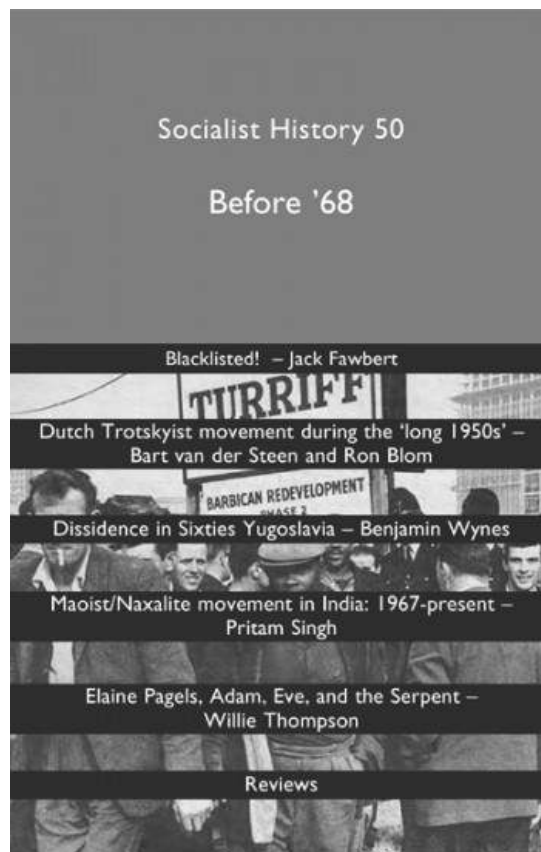 Socialist History 50
Before ’68
Blacklisted! – Jack Fawbert
TURRIFF
Dutch Trotskyist movement during the ‘long 1950s’ –
Bart van der Steen and Ron Blom
BARBICAN REDEVELOPMENT
PHASE 2
Dissidence in Sixties Yugoslavia – Benjamin Wynes
Maoist/Naxalite movement in India: 1967-present –
Pritam Singh
Elaine Pagels, Adam, Eve, and the Serpent –
Willie Thompson
Reviews